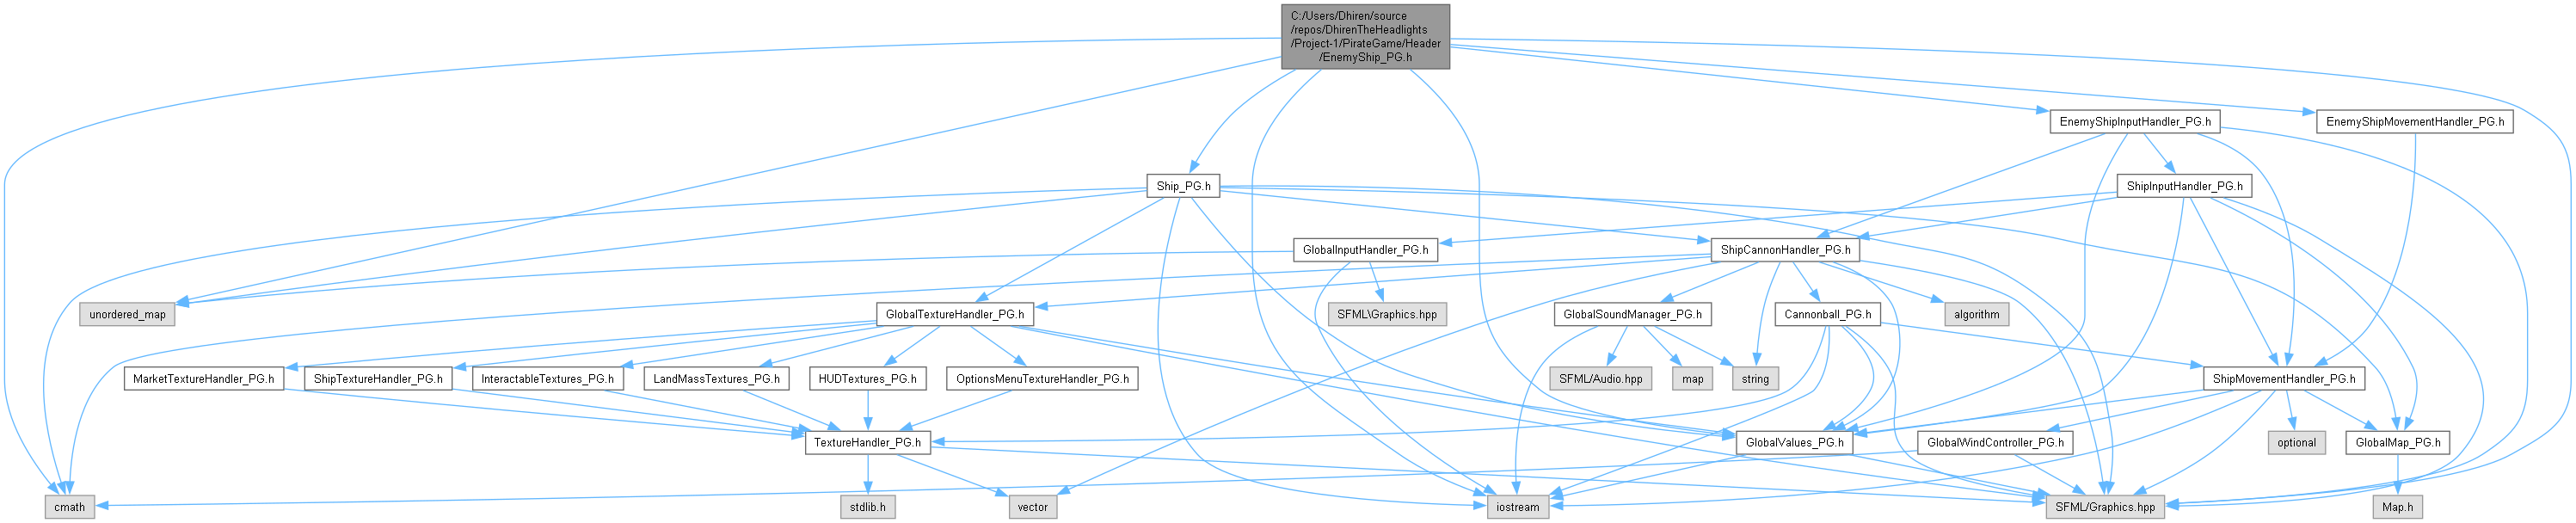 C:/Users/Dhiren/source
/repos/DhirenTheHeadlights
/Project-1/PirateGame/Header
/EnemyShip_PG.h
EnemyShipInputHandler_PG.h
EnemyShipMovementHandler_PG.h
Ship_PG.h
ShipInputHandler_PG.h
GlobalInputHandler_PG.h
ShipCannonHandler_PG.h
unordered_map
GlobalTextureHandler_PG.h
SFML\Graphics.hpp
GlobalSoundManager_PG.h
Cannonball_PG.h
algorithm
MarketTextureHandler_PG.h
ShipTextureHandler_PG.h
InteractableTextures_PG.h
LandMassTextures_PG.h
HUDTextures_PG.h
OptionsMenuTextureHandler_PG.h
SFML/Audio.hpp
map
string
ShipMovementHandler_PG.h
TextureHandler_PG.h
GlobalValues_PG.h
GlobalWindController_PG.h
optional
GlobalMap_PG.h
cmath
stdlib.h
vector
iostream
SFML/Graphics.hpp
Map.h